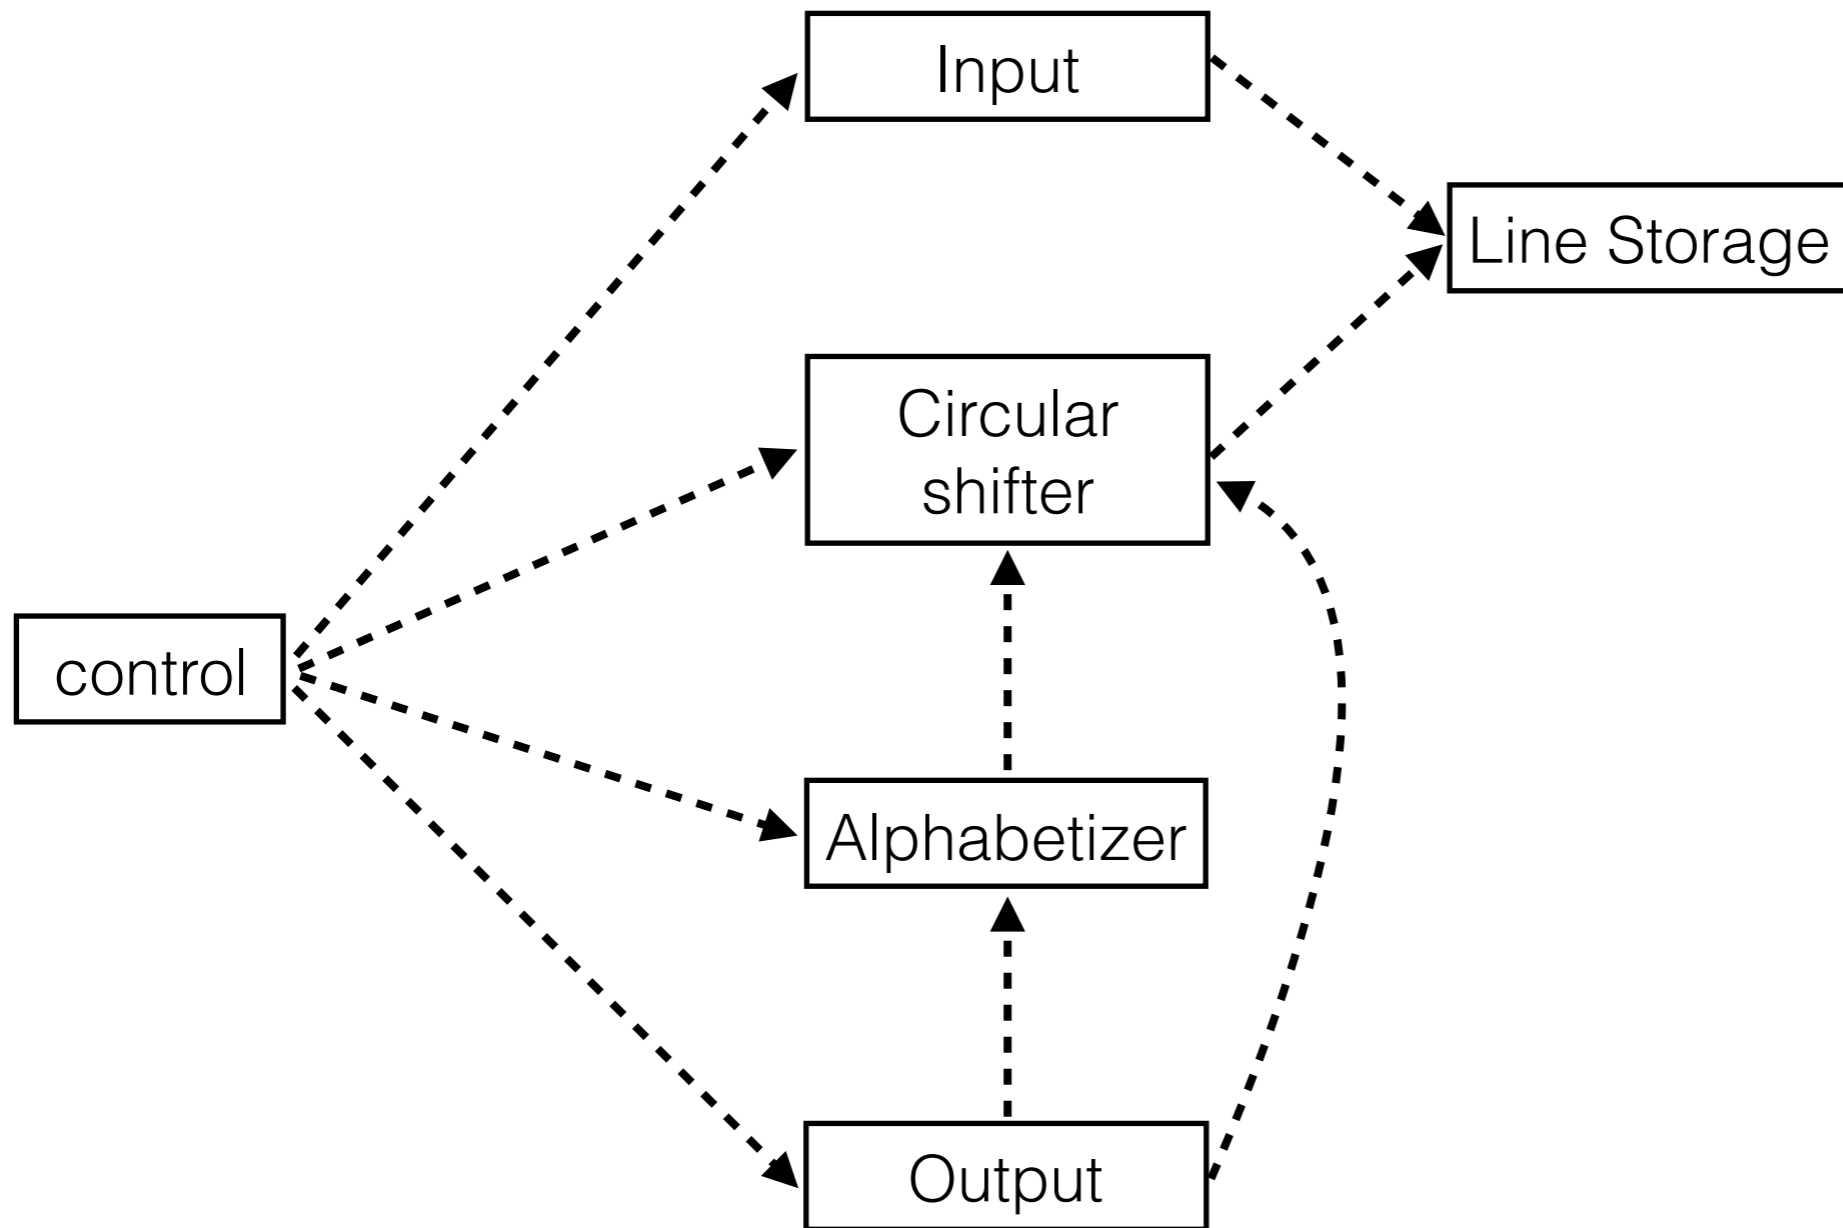 Input
Line Storage
Circular
shifter
control
Alphabetizer
Output